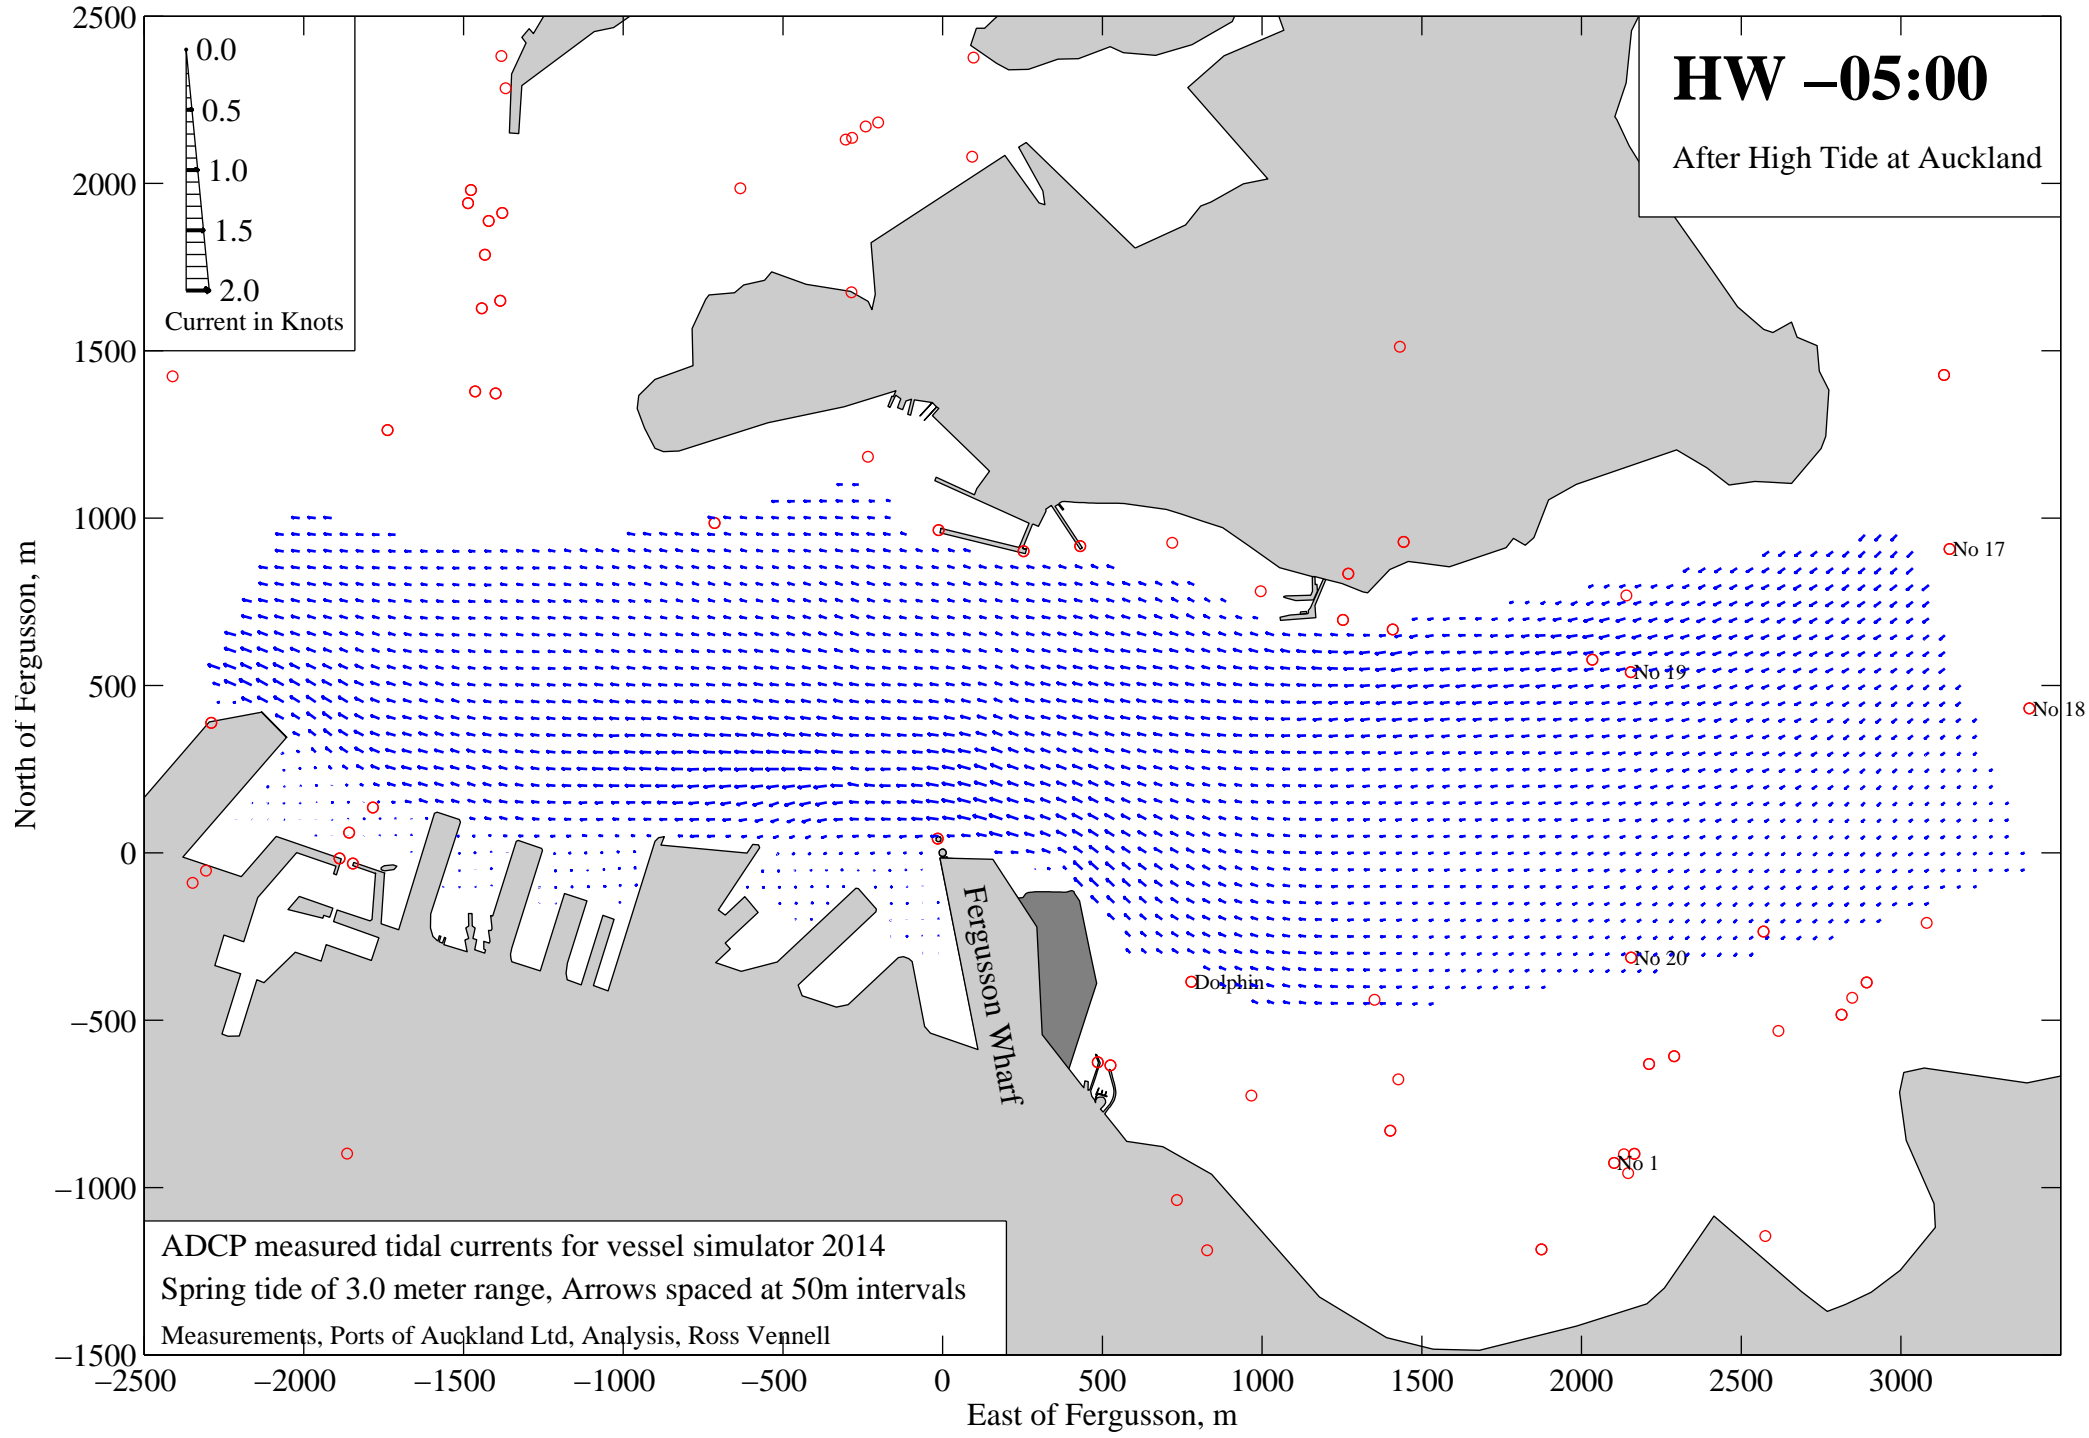 2500
2000
1500
1000
500
0
−500
−1000
−1500
North of Fergusson, m
0.0
0.5
1.0
1.5
2.0
Current in Knots
HW −05:00
After High Tide at Auckland
No 17
No 19
No 18
No 20
Dolphin
No 1
Fergusson Wharf
ADCP measured tidal currents for vessel simulator 2014
Spring tide of 3.0 meter range, Arrows spaced at 50m intervals
Measurements, Ports of Auckland Ltd, Analysis, Ross Vennell
−2500 −2000 −1500 −1000 −500 0 500 1000 1500 2000 2500 3000
East of Fergusson, m